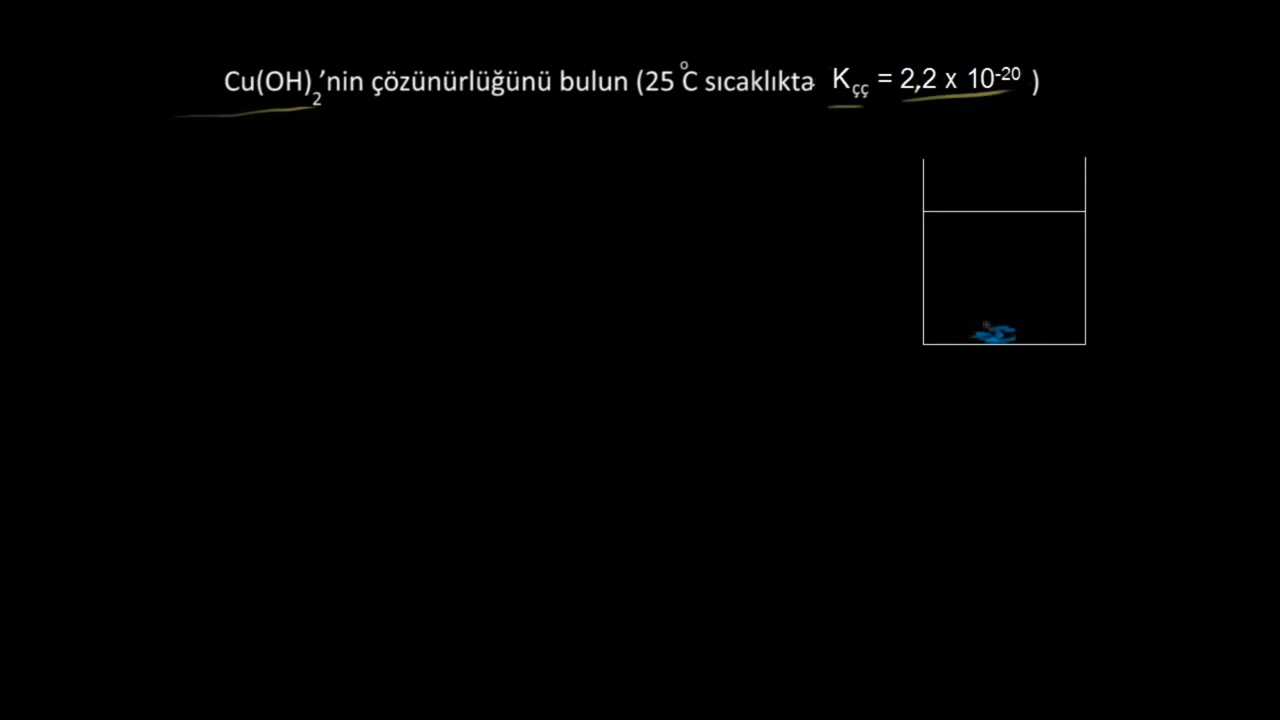 Cu(OH)₂'nin çözünürlüğünü bulun (25 °C sıcaklıkta Kçç = 2,2 x 10⁻²⁰ )